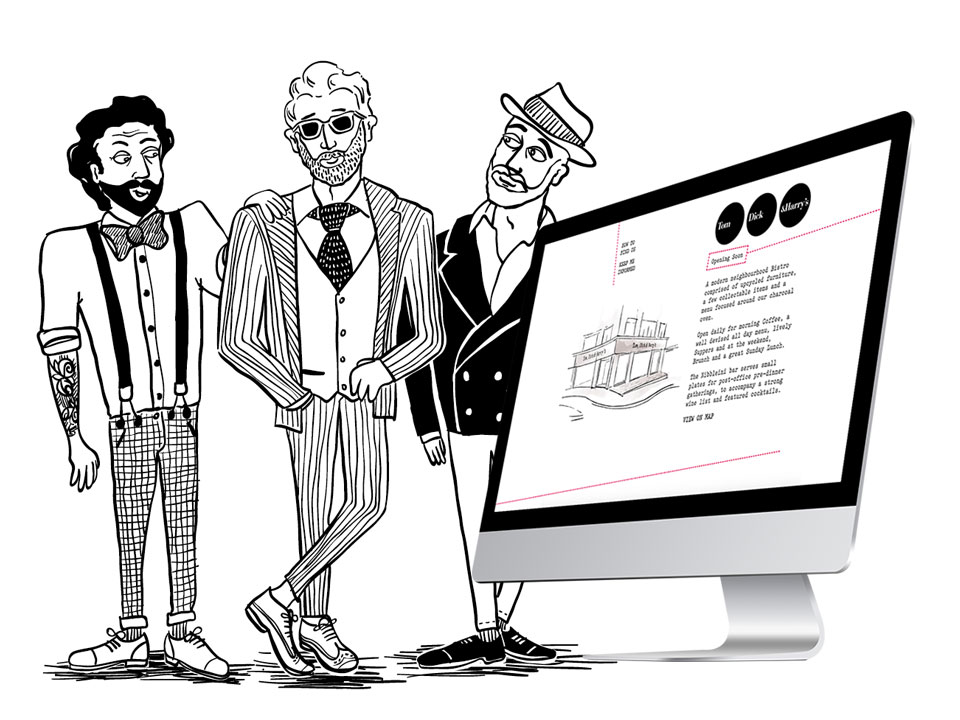 Tom
Dick
&Harry's
HOW TO
FIND US
KEEP ME
INFORMED
Opening Soon
A modern neighbourhood Bistro
comprised of upcycled furniture,
a few collectable items and a
menu focused around our charcoal
oven.
Open daily for morning Coffee, a
well devised all day menu, lively
Suppers and at the weekend,
Brunch and a great Sunday Lunch.
The Nibbleini bar serves small
plates for post-office pre-dinner
gatherings, to accompany a strong
wine list and featured cocktails.
VIEW ON MAP